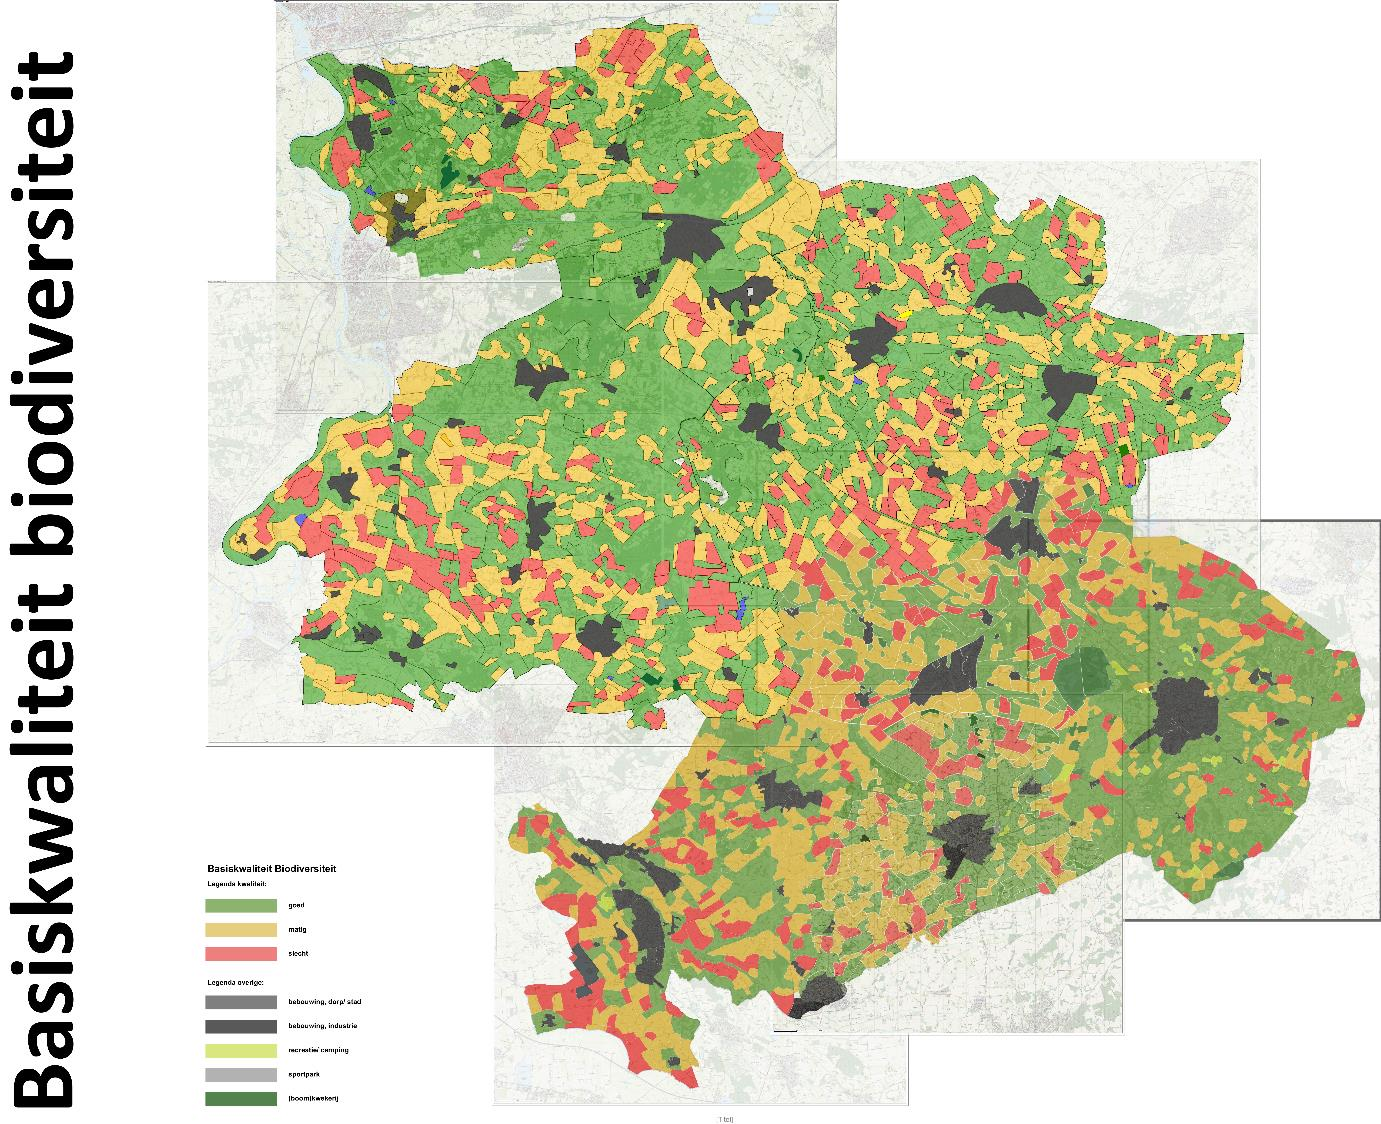 Basiskwaliteit biodiversiteit
Basiskwaliteit Biodiversiteit
Legenda kwaliteit:
goed
matig
slecht
Legenda overige:
bebouwing, dorp/ stad
bebouwing, industrie
recreatie/ camping
sportpark
(boom)kwekerij
[Titel]